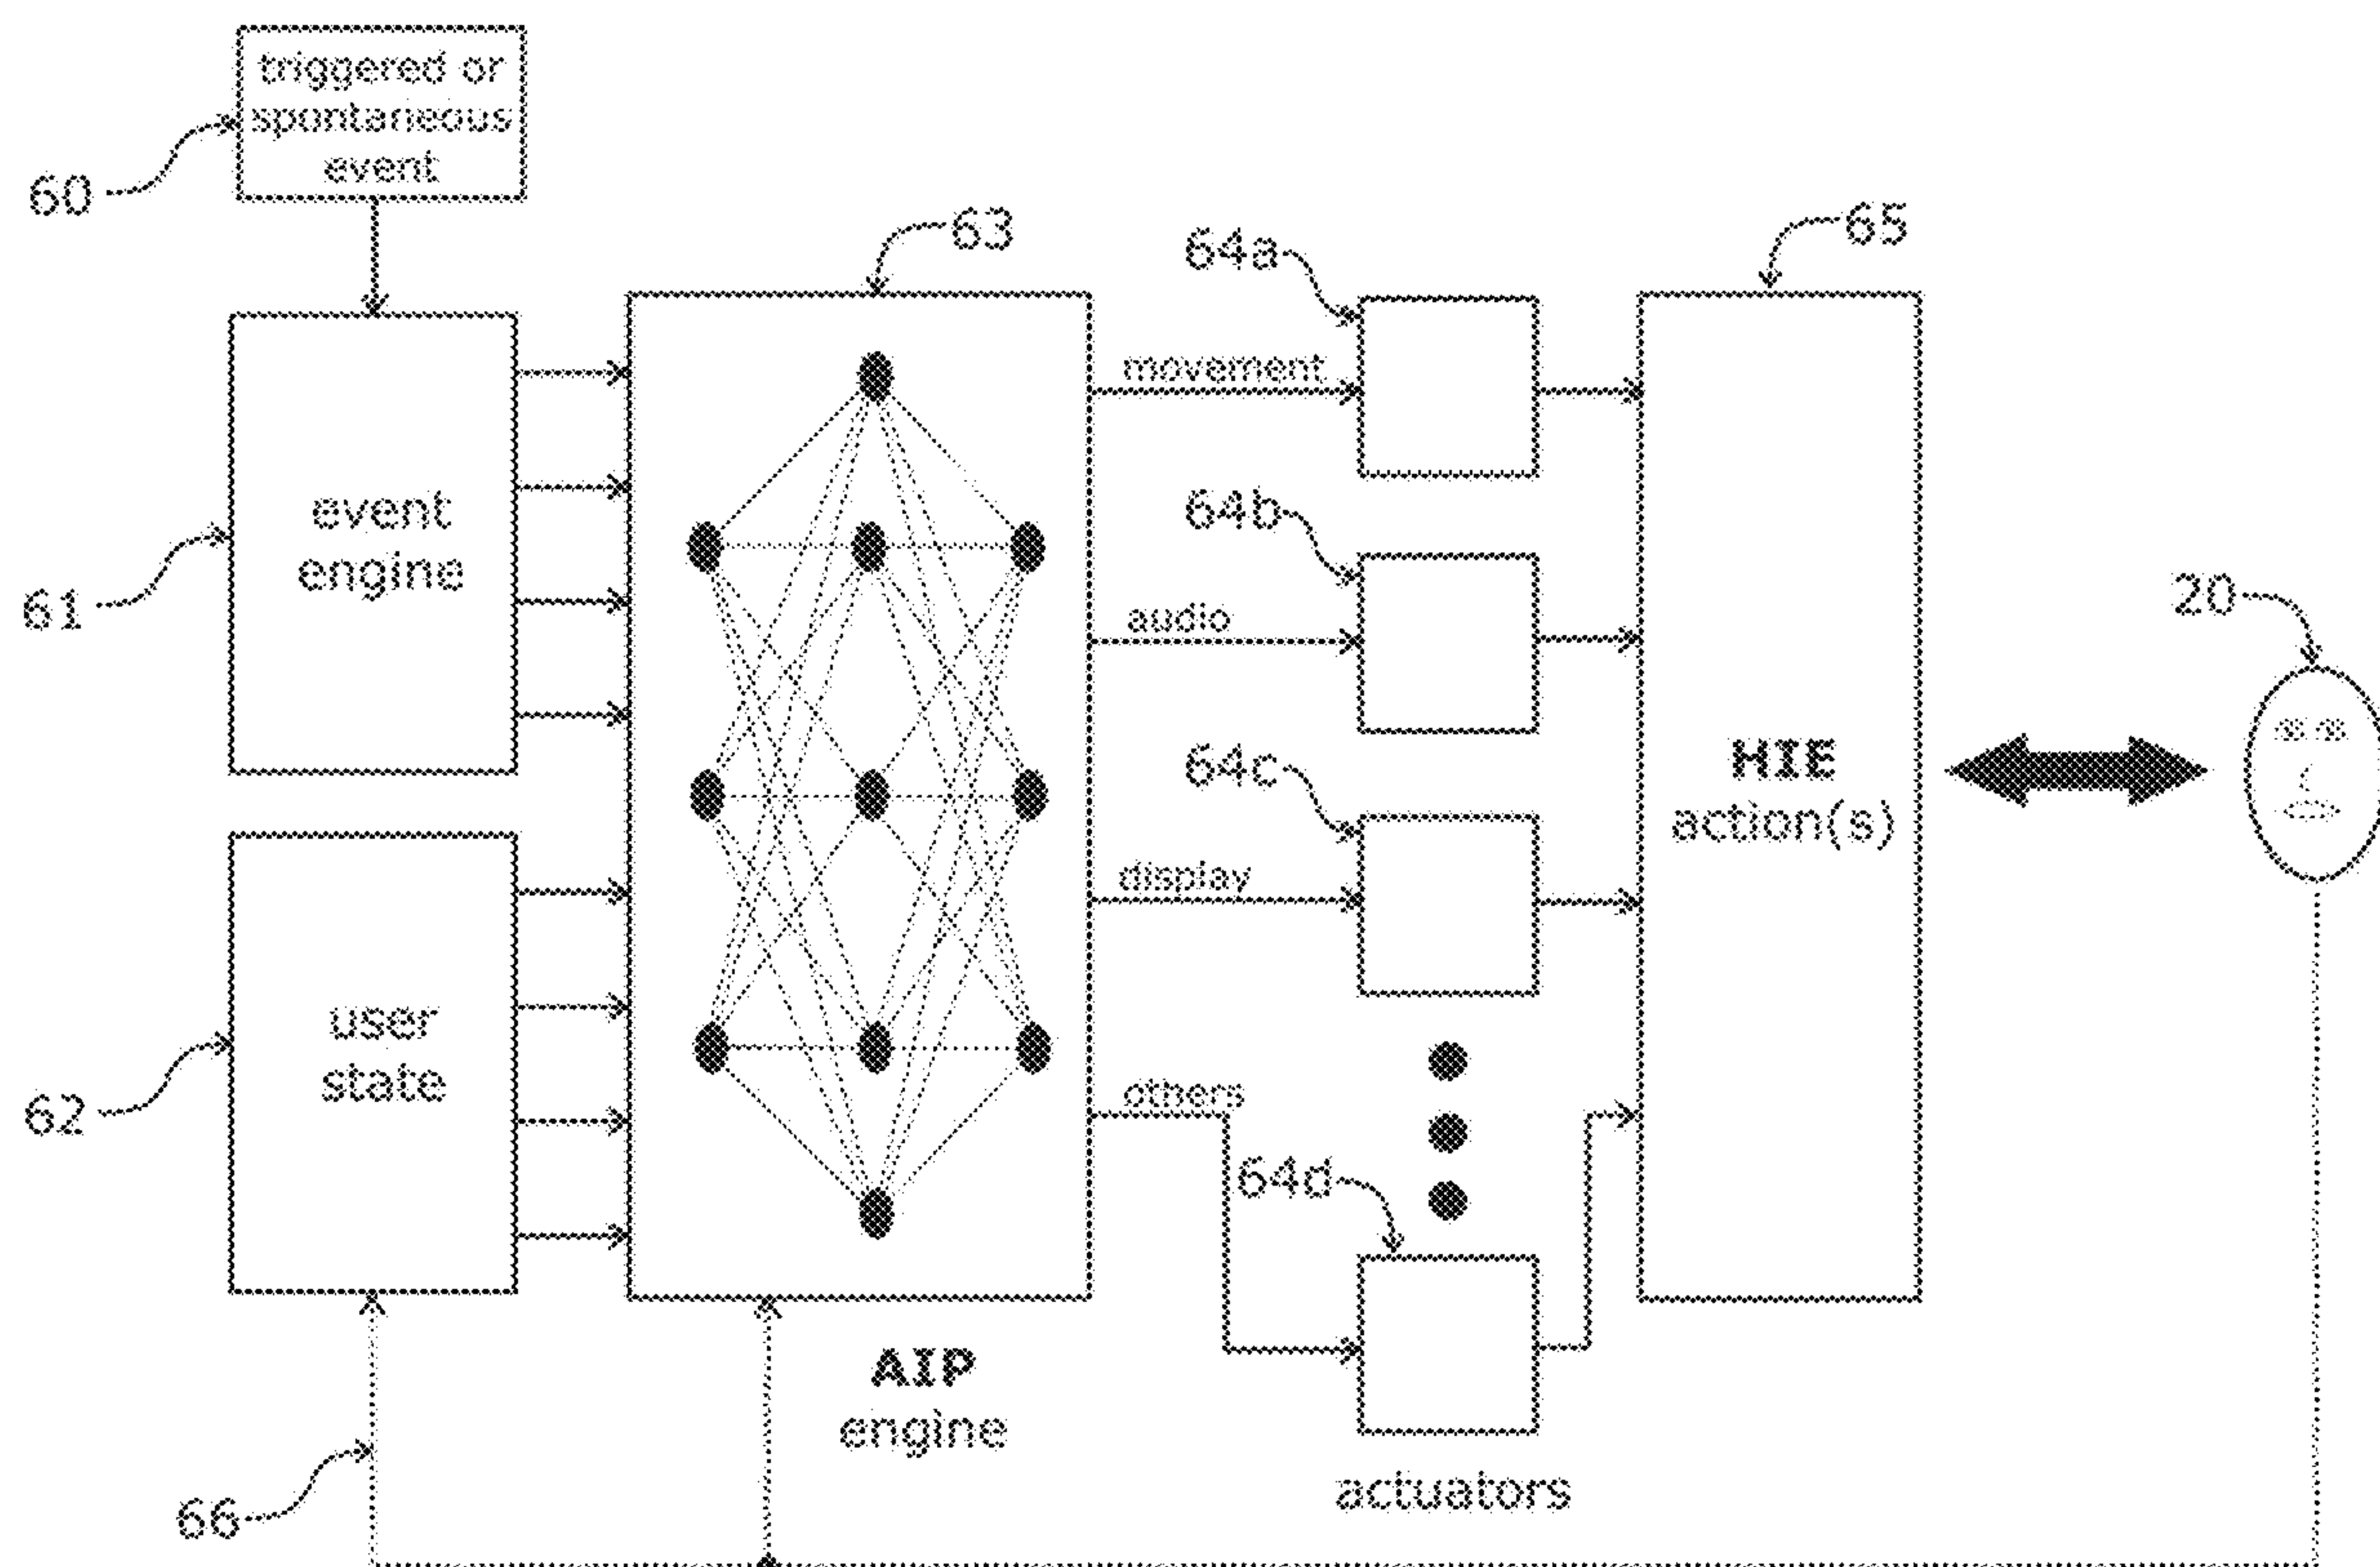 triggered or
spontaneous
event
60
63
64a
65
movement
event
engine
61
64b
audio
20
64c
HIE
action(s)
display
user
state
62
others
64d
AIP
engine
actuators
66